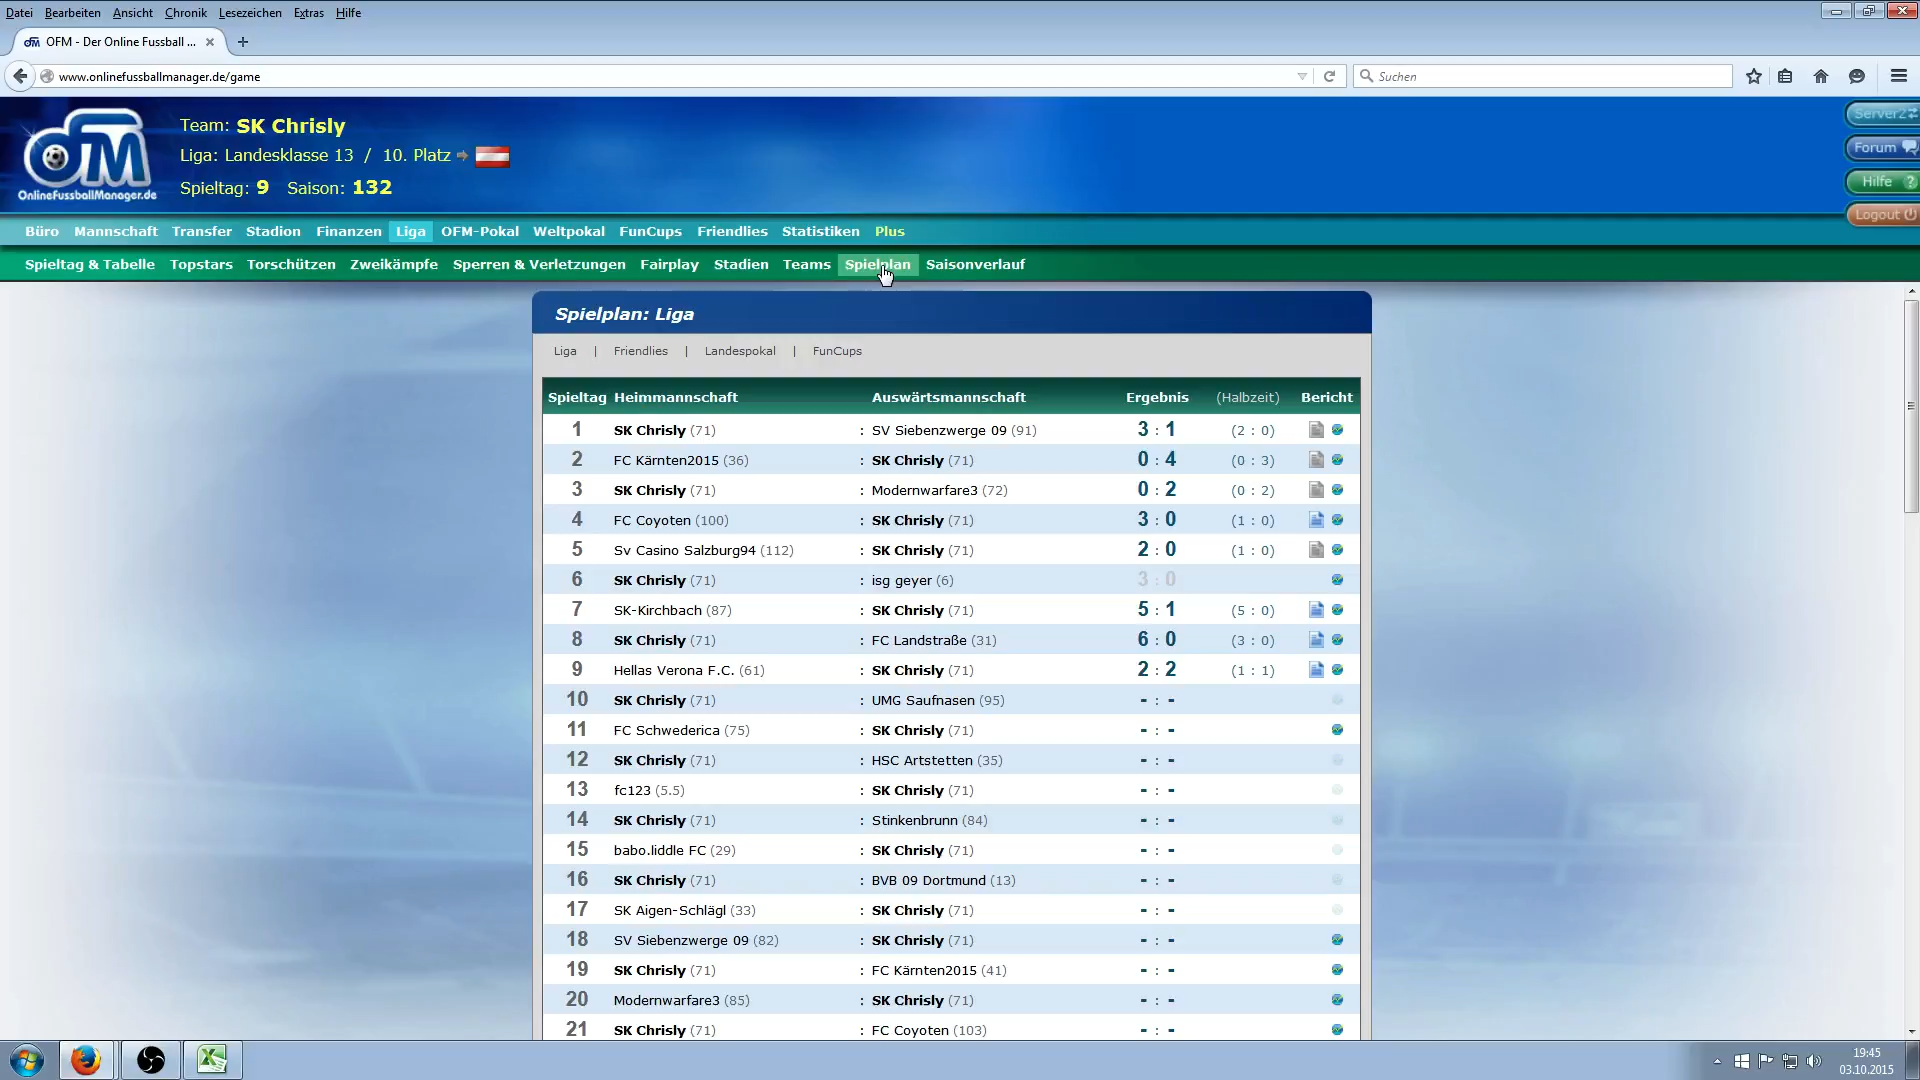 Datei Bearbeiten Ansicht Chronik Lesezeichen Extras Hilfe
OFM - Der Online Fussball ...
www.onlinefussballmanager.de/game
Suchen
OFM
OnlineFussballManager.de
Team: SK Chrisly
Liga: Landesklasse 13 / 10. Platz
Spieltag: 9 Saison: 132
Server2
Forum
Hilfe ?
Logout
Büro Mannschaft Transfer Stadion Finanzen Liga OFM-Pokal Weltpokal FunCups Friendlies Statistiken Plus
Spieltag & Tabelle Topstars Torschützen Zweikämpfe Sperren & Verletzungen Fairplay Stadien Teams Spielplan Saisonverlauf
Spielplan: Liga
Liga | Friendlies | Landespokal | FunCups
Spieltag Heimmannschaft Auswärtsmannschaft Ergebnis (Halbzeit) Bericht
1 SK Chrisly (71) : SV Siebenzwerge 09 (91) 3 : 1 (2 : 0)
2 FC Kärnten2015 (36) : SK Chrisly (71) 0 : 4 (0 : 3)
3 SK Chrisly (71) : Modernwarfare3 (72) 0 : 2 (0 : 2)
4 FC Coyoten (100) : SK Chrisly (71) 3 : 0 (1 : 0)
5 Sv Casino Salzburg94 (112) : SK Chrisly (71) 2 : 0 (1 : 0)
6 SK Chrisly (71) : isg geyer (6) 3 : 0
7 SK-Kirchbach (87) : SK Chrisly (71) 5 : 1 (5 : 0)
8 SK Chrisly (71) : FC Landstraße (31) 6 : 0 (3 : 0)
9 Hellas Verona F.C. (61) : SK Chrisly (71) 2 : 2 (1 : 1)
10 SK Chrisly (71) : UMG Saufnasen (95) - : -
11 FC Schwederica (75) : SK Chrisly (71) - : -
12 SK Chrisly (71) : HSC Artstetten (35) - : -
13 fc123 (5.5) : SK Chrisly (71) - : -
14 SK Chrisly (71) : Stinkenbrunn (84) - : -
15 babo.liddle FC (29) : SK Chrisly (71) - : -
16 SK Chrisly (71) : BVB 09 Dortmund (13) - : -
17 SK Aigen-Schlägl (33) : SK Chrisly (71) - : -
18 SV Siebenzwerge 09 (82) : SK Chrisly (71) - : -
19 SK Chrisly (71) : FC Kärnten2015 (41) - : -
20 Modernwarfare3 (85) : SK Chrisly (71) - : -
21 SK Chrisly (71) : FC Coyoten (103) - : -
19:45
03.10.2015